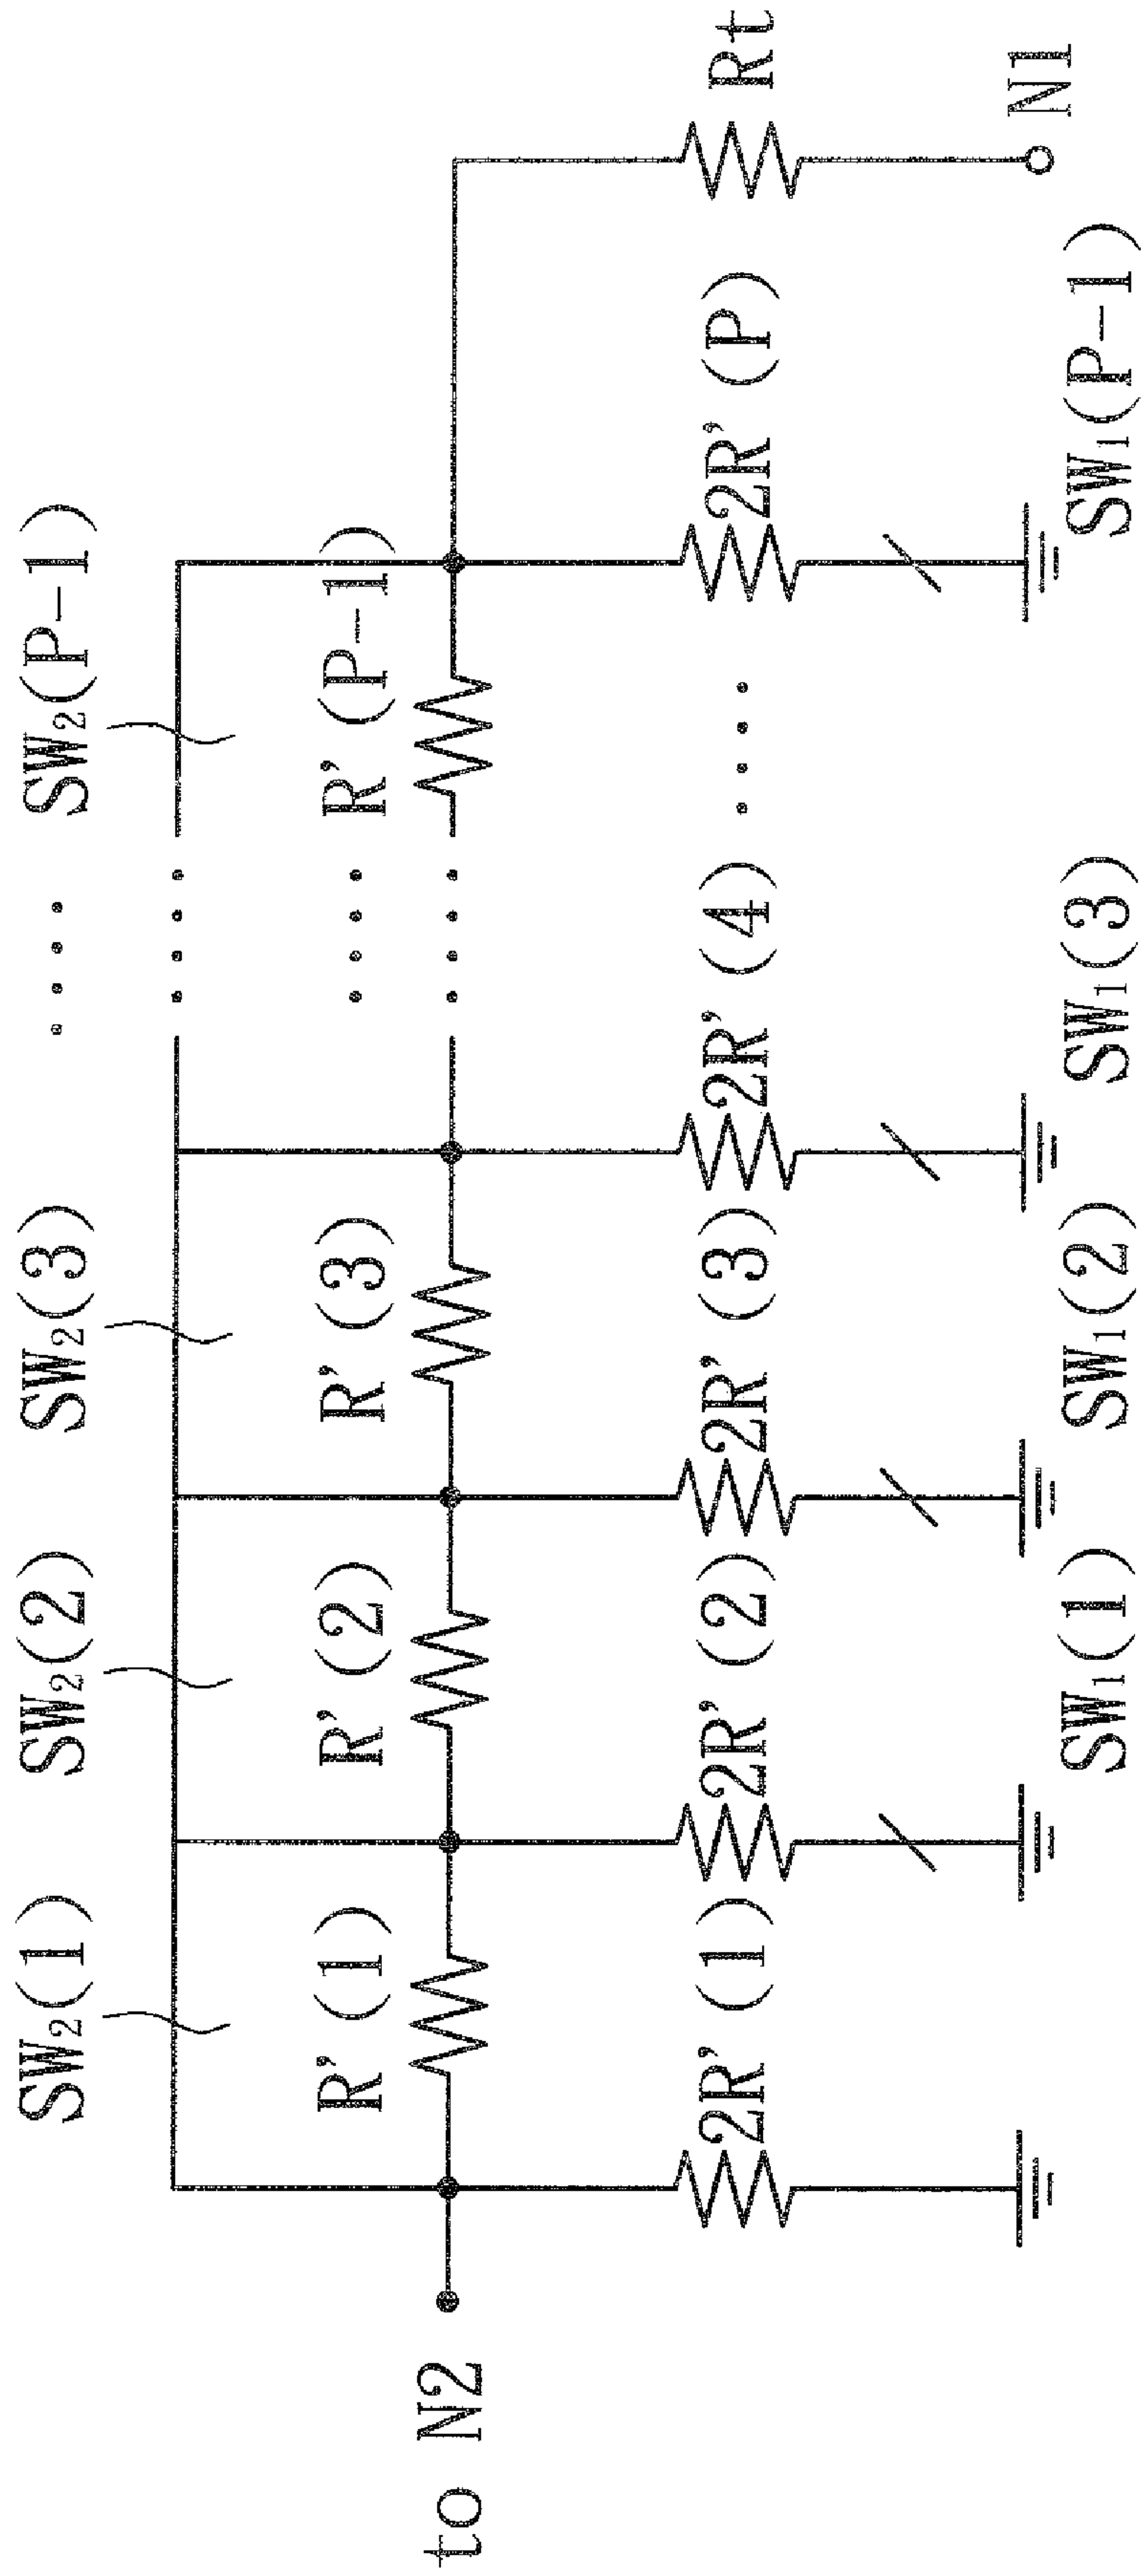 SW₂(1) SW₂(2) SW₂(3) SW₂(P-1)
R'(1) R'(2) R'(3) R'(P-1)
to N2
2R'(1) 2R'(2) 2R'(3) 2R'(4) 2R'(P) Rt
SW₁(1) SW₁(2) SW₁(3) SW₁(P-1) N1